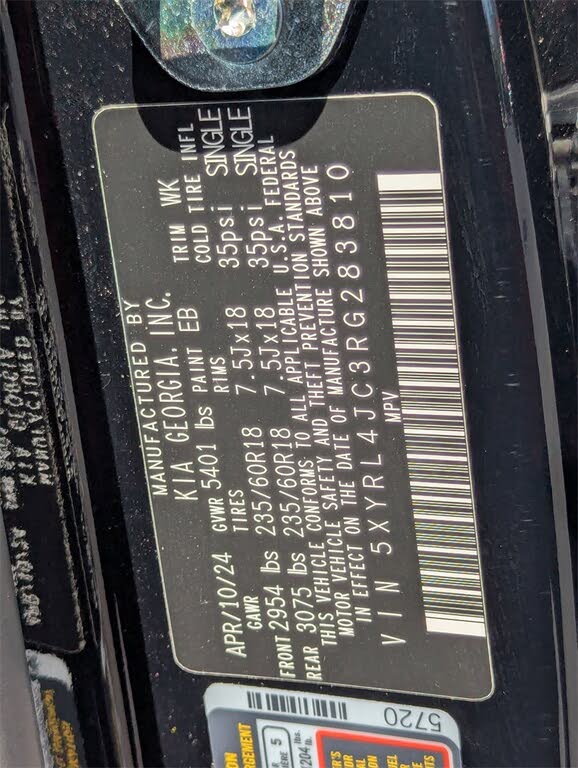 MANUFACTURED BY
KIA GEORGIA, INC.
APR/10/24 GVWR 5401 lbs PAINT EB TRIM WK
GAWR TIRES RIMS COLD TIRE INFL
FRONT 2954 lbs 235/60R18 7.5Jx18 35psi SINGLE
REAR 3075 lbs 235/60R18 7.5Jx18 35psi SINGLE
THIS VEHICLE CONFORMS TO ALL APPLICABLE U.S.A. FEDERAL
MOTOR VEHICLE SAFETY AND THEFT PREVENTION STANDARDS
IN EFFECT ON THE DATE OF MANUFACTURE SHOWN ABOVE
MPV
VIN 5XYRL4JC3RG283810
5720
5